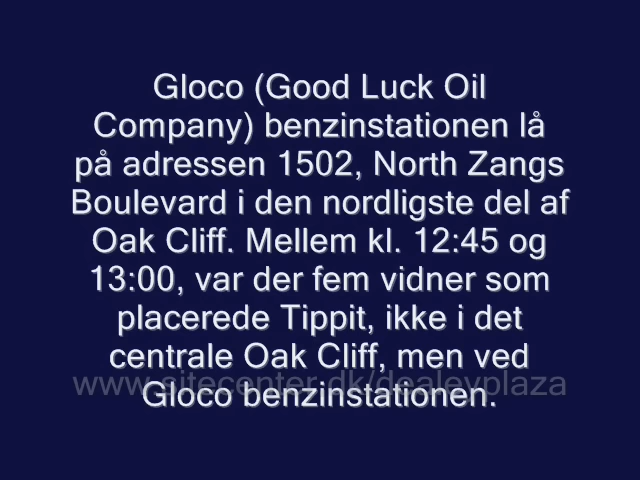 Gloco (Good Luck Oil
Company) benzinstationen lå
på adressen 1502, North Zangs
Boulevard i den nordligste del af
Oak Cliff. Mellem kl. 12:45 og
13:00, var der fem vidner som
placerede Tippit, ikke i det
centrale Oak Cliff, men ved
www.sitecenter.dk/dealeyplaza
Gloco benzinstationen.